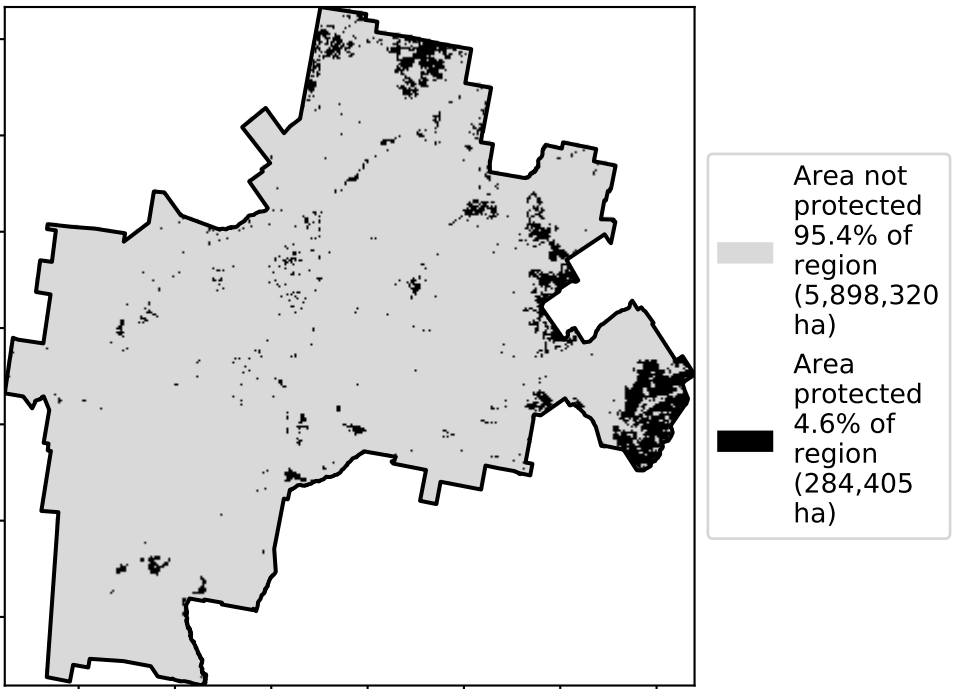 Area not
protected
95.4% of
region
(5,898,320
ha)
Area
protected
4.6% of
region
(284,405
ha)